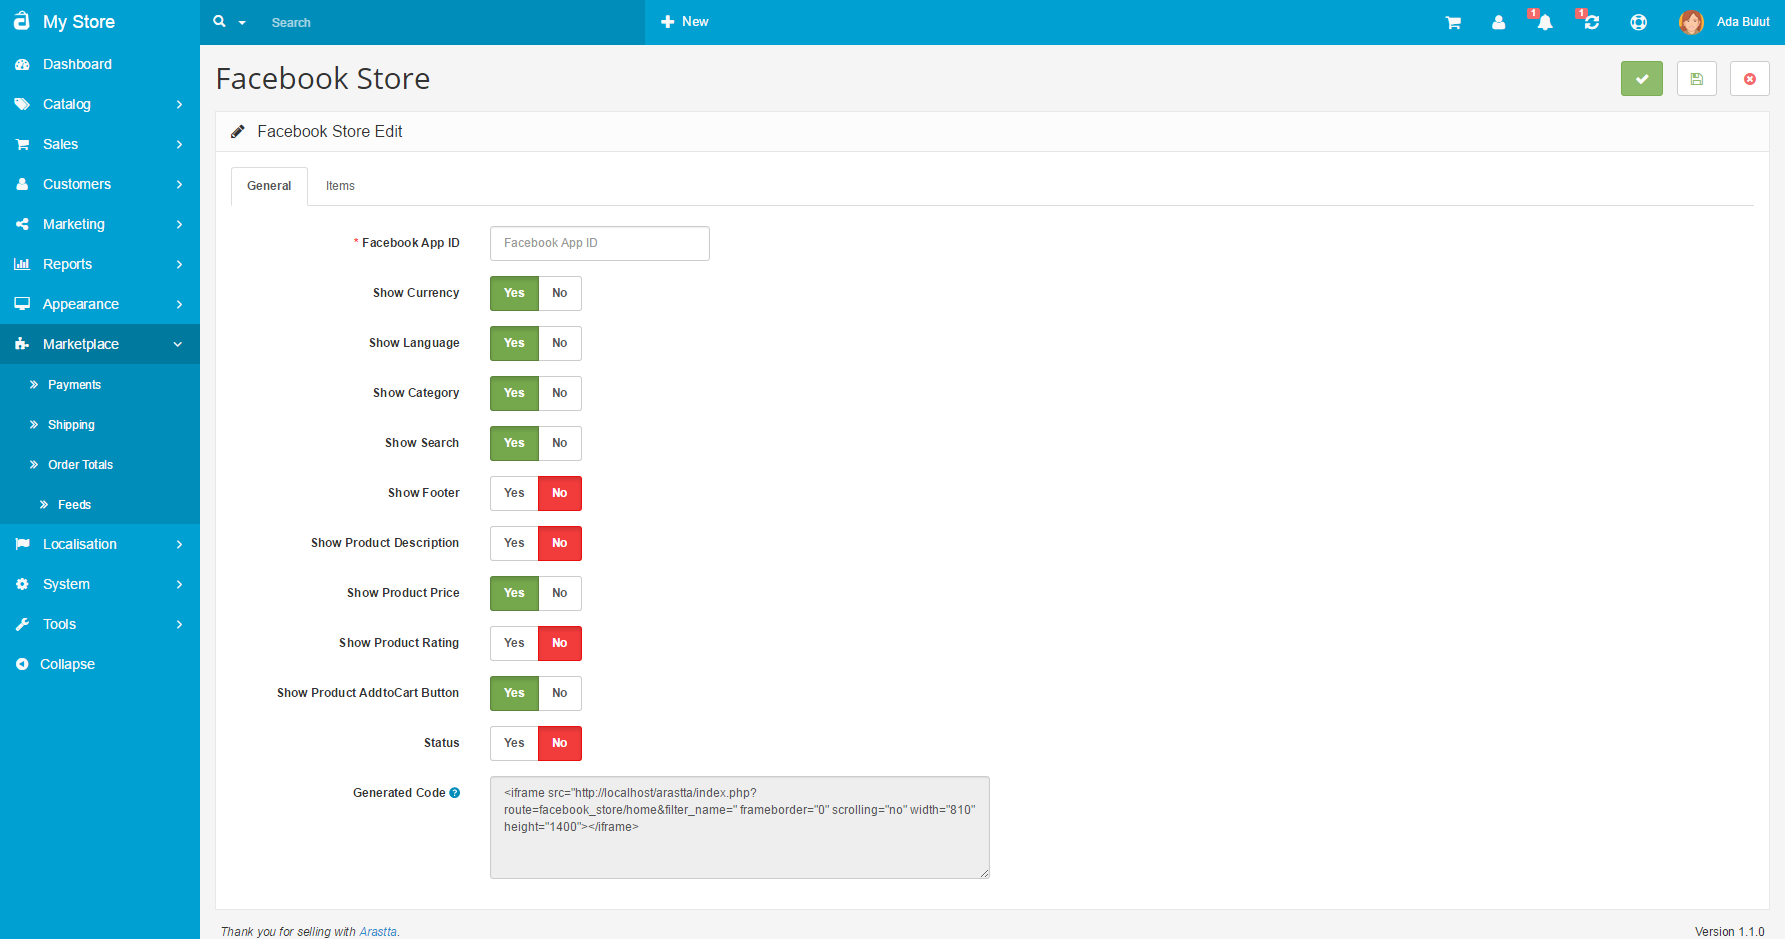 My Store
Search
New
1
1
Ada Bulut
Dashboard
Catalog
Sales
Customers
Marketing
Reports
Appearance
Marketplace
Payments
Shipping
Order Totals
Feeds
Localisation
System
Tools
Collapse
Facebook Store
Facebook Store Edit
General Items
* Facebook App ID Facebook App ID
Show Currency Yes No
Show Language Yes No
Show Category Yes No
Show Search Yes No
Show Footer Yes No
Show Product Description Yes No
Show Product Price Yes No
Show Product Rating Yes No
Show Product AddtoCart Button Yes No
Status Yes No
Generated Code
<iframe src="http://localhost/arastta/index.php?
route=facebook_store/home&filter_name=" frameborder="0" scrolling="no" width="810"
height="1400"></iframe>
Thank you for selling with Arastta.
Version 1.1.0